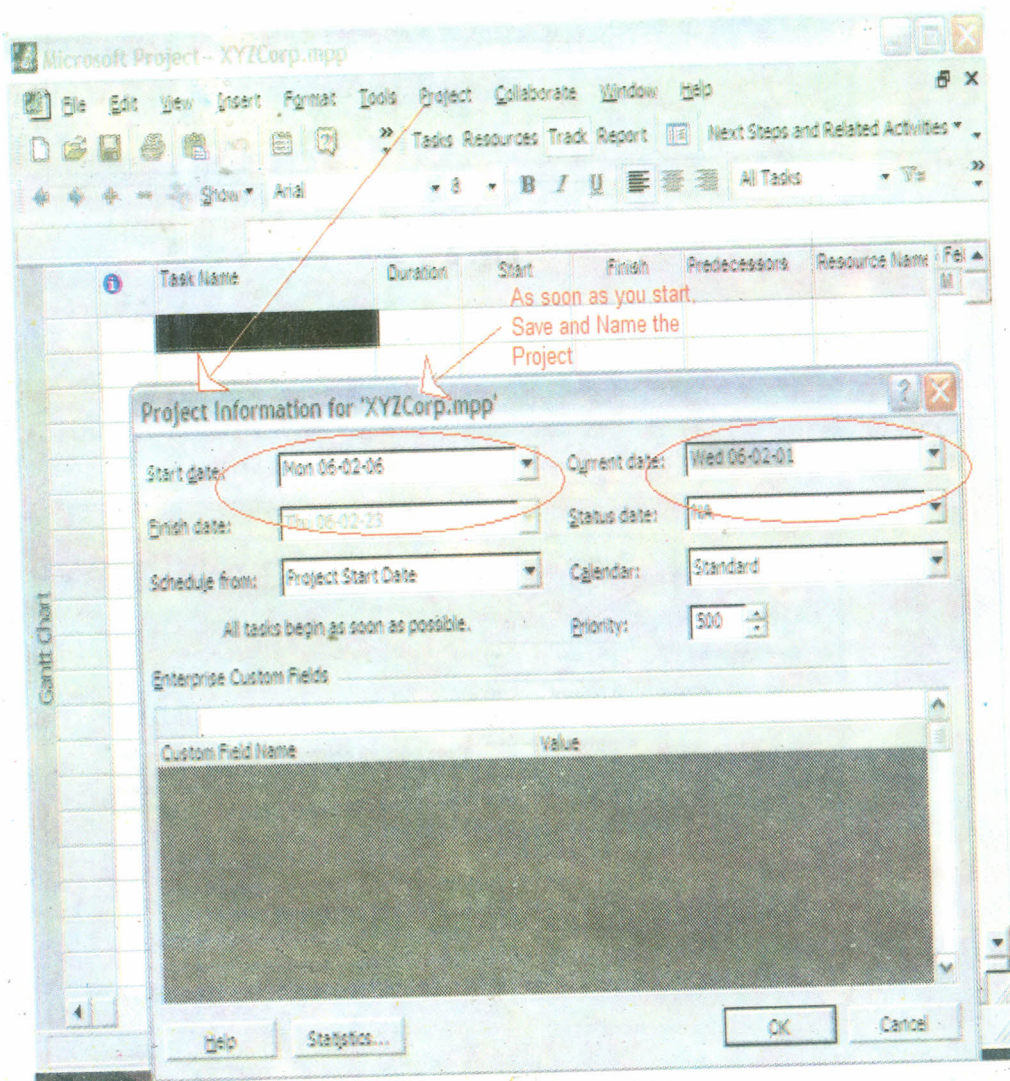 Microsoft Project - XYZCorp.mpp
File Edit View Insert Format Tools Project Collaborate Window Help
Tasks Resources Track Report Next Steps and Related Activities
Show Arial 8 B I U All Tasks
Task Name Duration Start Finish Predecessors Resource Name Fe
M
As soon as you start,
Save and Name the
Project
Project Information for 'XYZCorp.mpp'
Start date: Mon 06-02-06 Current date: Wed 06-02-01
Finish date: Thu 06-02-23 Status date: NA
Schedule from: Project Start Date Calendar: Standard
All tasks begin as soon as possible. Priority: 500
Enterprise Custom Fields
Custom Field Name Value
Gantt Chart
Help Statistics... OK Cancel